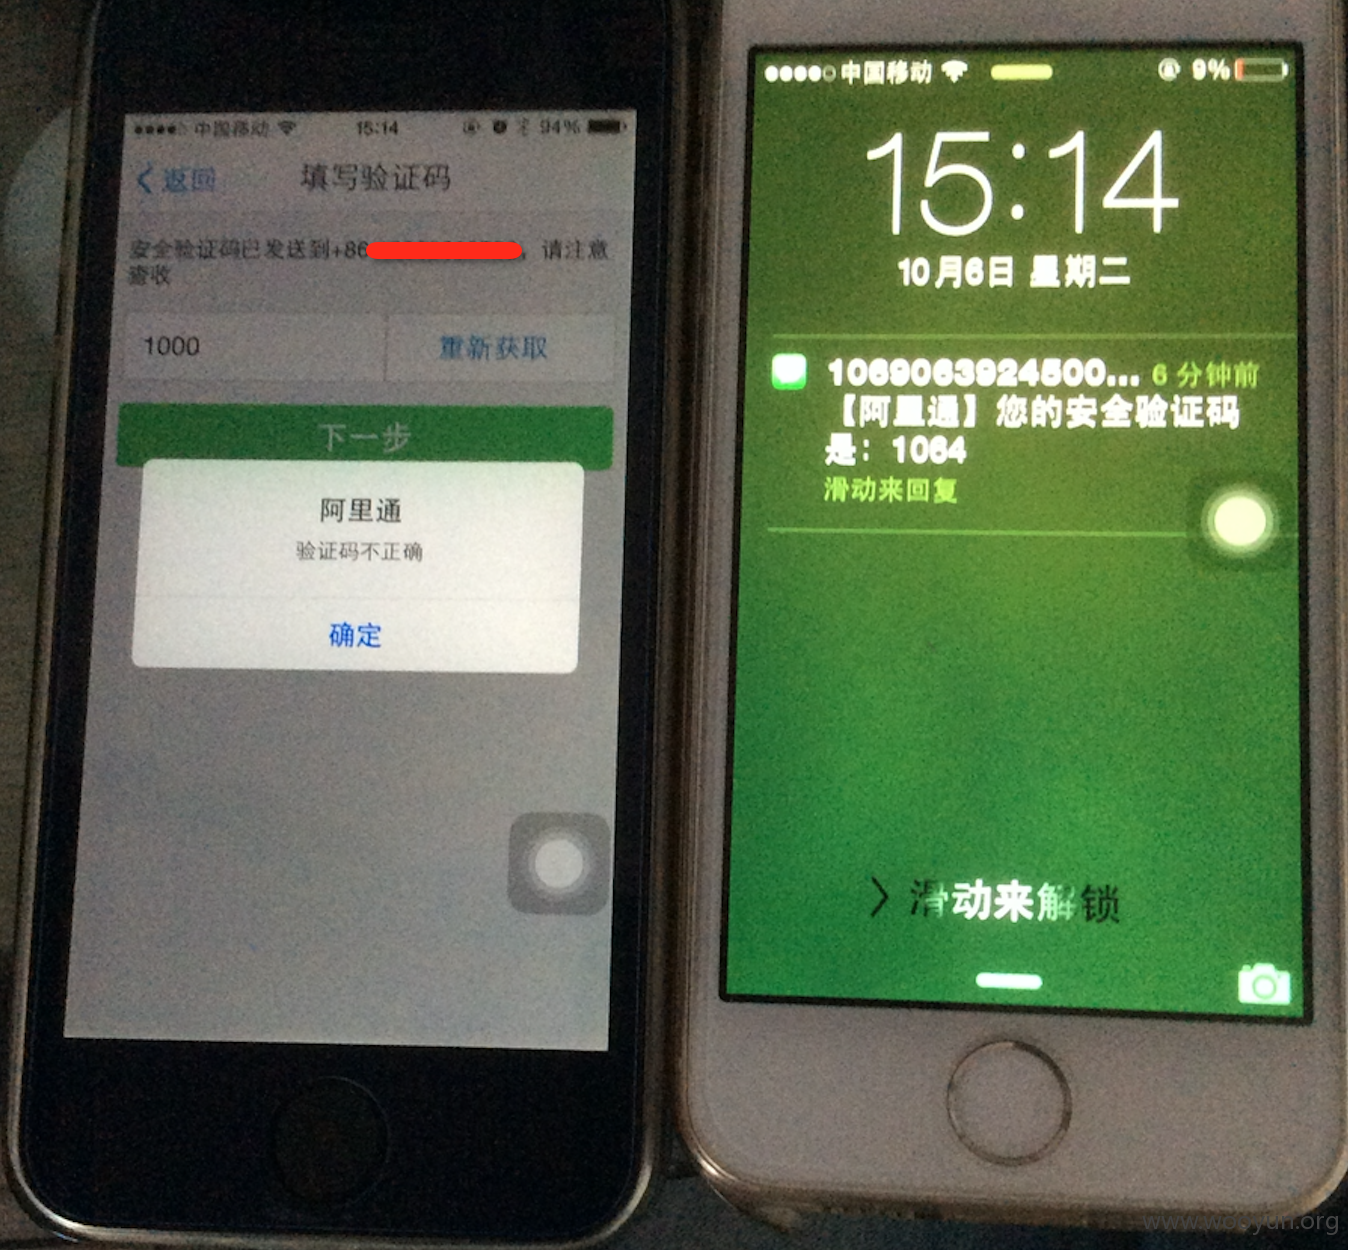 中国移动 15:14 94%
返回 填写验证码
安全验证码已发送到+86 ，请注意
查收
1000 重新获取
下一步
阿里通
验证码不正确
确定
中国移动 9%
15:14
10月6日 星期二
1069063924500... 6 分钟前
【阿里通】您的安全验证码
是：1064
滑动来回复
滑动来解锁
www.wooyun.org